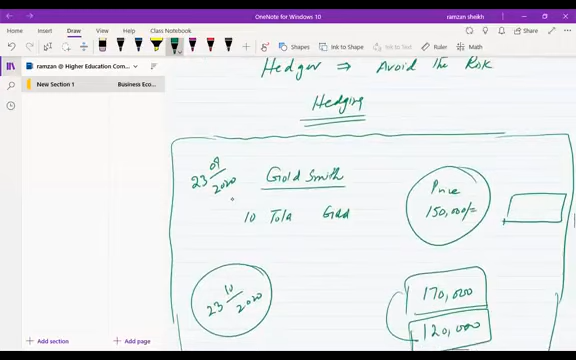 OneNote for Windows 10
ramzan sheikh
Home Insert Draw View Help Class Notebook
Share
Shapes Ink to Shape Ink to Text Math
ramzan @ Higher Education Com...
New Section 1
Business Eco...
Add section
Add page
Hedger ⇒ Avoid the Risk
Hedging
23 09/2020 Gold Smith
10 Tola Gold
Price
150,000/=
23 10/2020
170,000
120,000